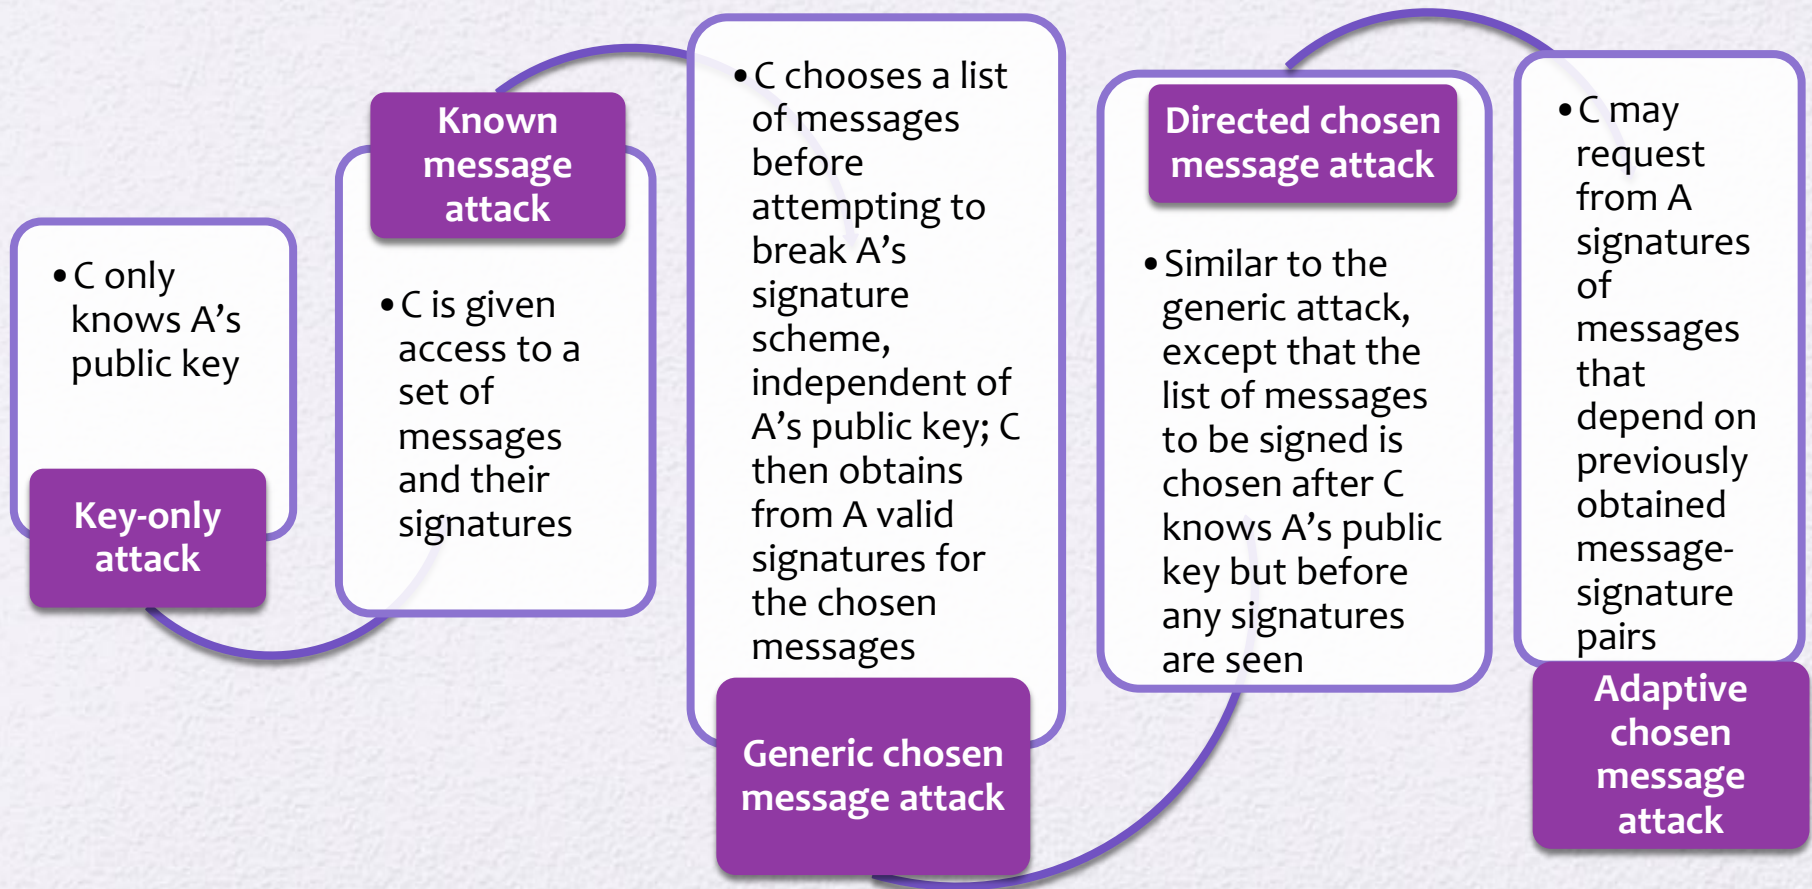 • C only
knows A’s
public key
Key-only
attack
Known
message
attack
• C is given
access to a
set of
messages
and their
signatures
• C chooses a list
of messages
before
attempting to
break A’s
signature
scheme,
independent of
A’s public key; C
then obtains
from A valid
signatures for
the chosen
messages
Generic chosen
message attack
Directed chosen
message attack
• Similar to the
generic attack,
except that the
list of messages
to be signed is
chosen after C
knows A’s public
key but before
any signatures
are seen
• C may
request
from A
signatures
of
messages
that
depend on
previously
obtained
message-
signature
pairs
Adaptive
chosen
message
attack